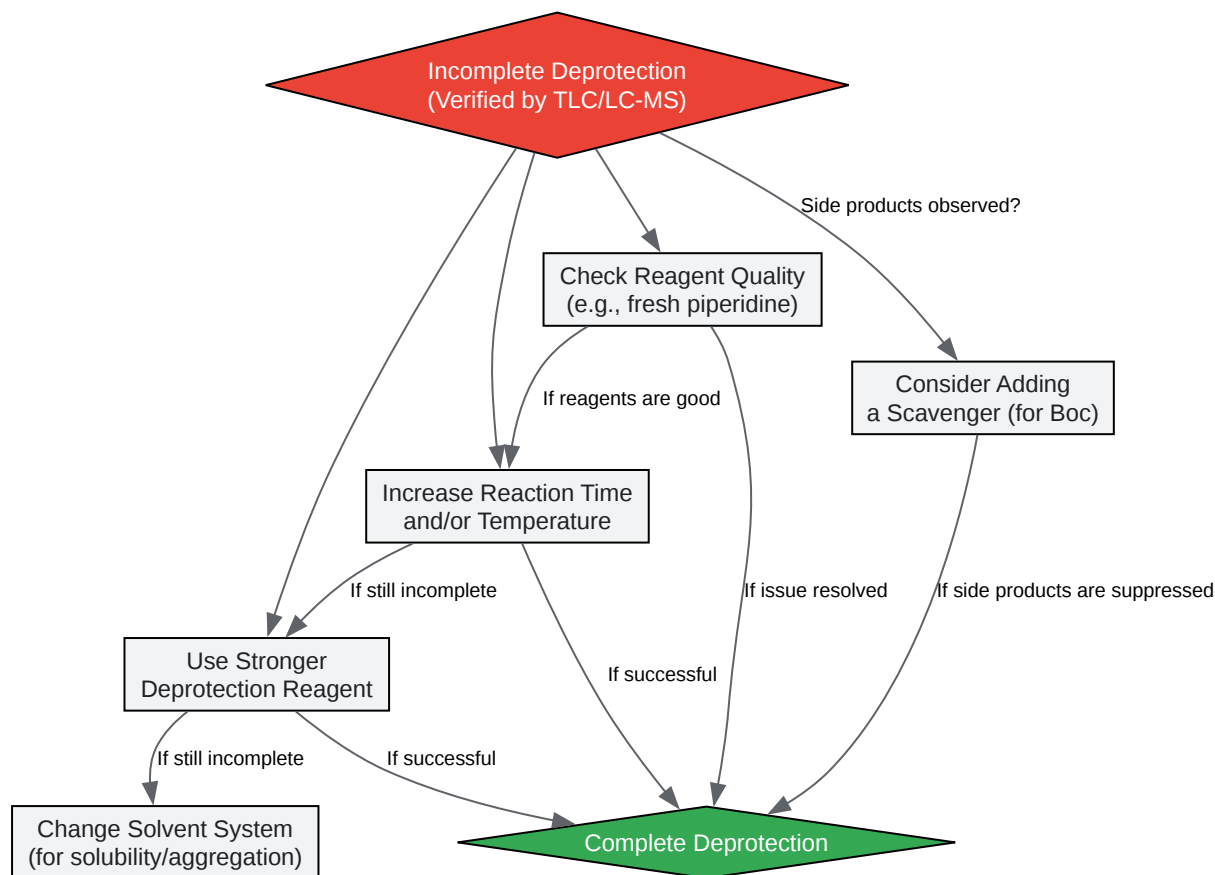 Incomplete Deprotection
(Verified by TLC/LC-MS)
Side products observed?
Check Reagent Quality
(e.g., fresh piperidine)
Consider Adding
a Scavenger (for Boc)
If reagents are good
Increase Reaction Time
and/or Temperature
If still incomplete
If issue resolved
If side products are suppressed
Use Stronger
Deprotection Reagent
If successful
If still incomplete
If successful
Change Solvent System
(for solubility/aggregation)
Complete Deprotection